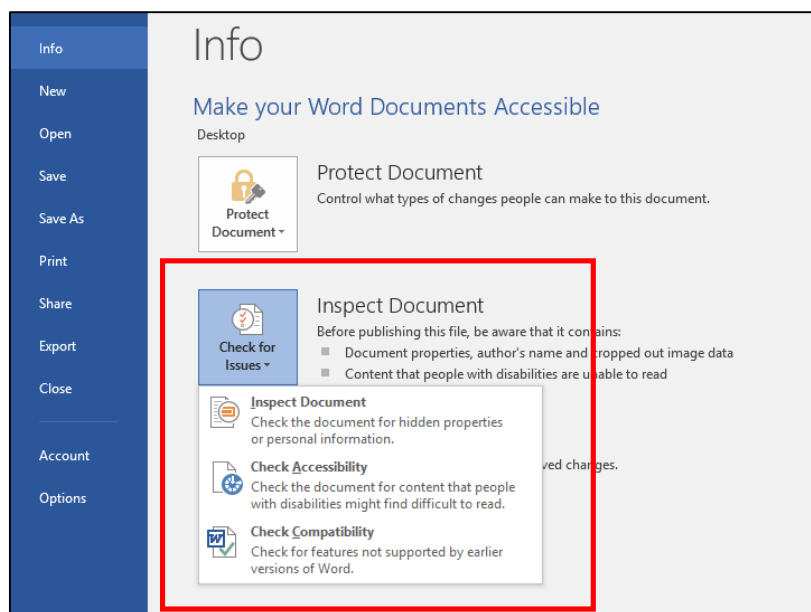 Info
New
Open
Save
Save As
Print
Share
Export
Close
Account
Options
Info
Make your Word Documents Accessible
Desktop
Protect
Document
Protect Document
Control what types of changes people can make to this document.
Check for
Issues
Inspect Document
Before publishing this file, be aware that it contains:
Document properties, author's name and cropped out image data
Content that people with disabilities are unable to read
Inspect Document
Check the document for hidden properties
or personal information.
Check Accessibility
Check the document for content that people
with disabilities might find difficult to read.
Check Compatibility
Check for features not supported by earlier
versions of Word.
changes.